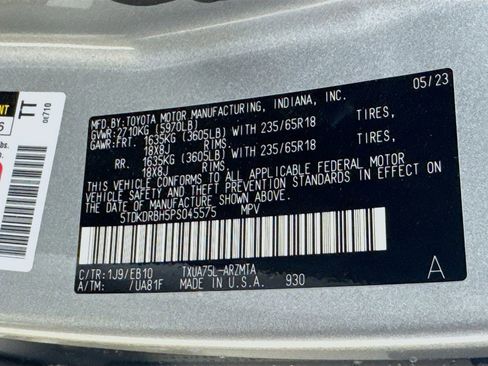 MFD. BY:TOYOTA MOTOR MANUFACTURING, INDIANA, INC. 05/23
GVWR: 2710KG (5970LB)
GAWR:FRT. 1635KG (3605LB) WITH 235/65R18 TIRES,
18X8J RIMS.
RR. 1635KG (3605LB) WITH 235/65R18 TIRES,
18X8J RIMS.
THIS VEHICLE CONFORMS TO ALL APPLICABLE FEDERAL MOTOR
VEHICLE SAFETY AND THEFT PREVENTION STANDARDS IN EFFECT ON
THE DATE OF MANUFACTURE SHOWN ABOVE.
5TDKDRBH5PS045575 MPV
C/TR:1J9/EB10 TXUA75L-ARZMTA A
A/TM: /UA81F MADE IN U.S.A. 930
TT